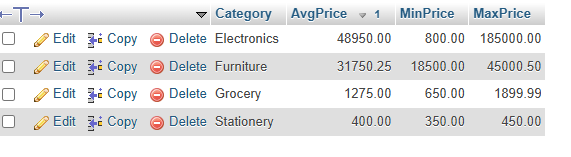 Category AvgPrice 1 MinPrice MaxPrice
Edit Copy Delete Electronics 48950.00 800.00 185000.00
Edit Copy Delete Furniture 31750.25 18500.00 45000.50
Edit Copy Delete Grocery 1275.00 650.00 1899.99
Edit Copy Delete Stationery 400.00 350.00 450.00